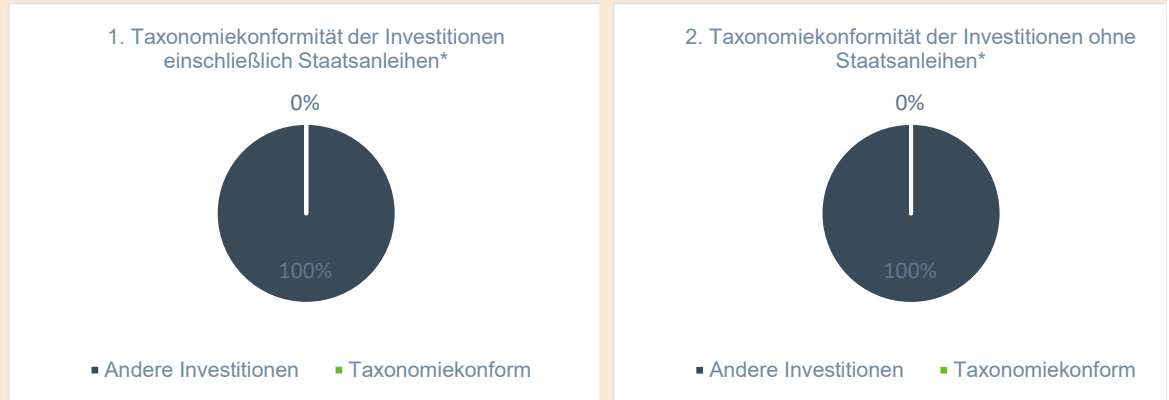 1. Taxonomiekonformität der Investitionen
einschließlich Staatsanleihen*
0%
100%
Andere Investitionen
Taxonomiekonform
2. Taxonomiekonformität der Investitionen ohne
Staatsanleihen*
0%
100%
Andere Investitionen
Taxonomiekonform